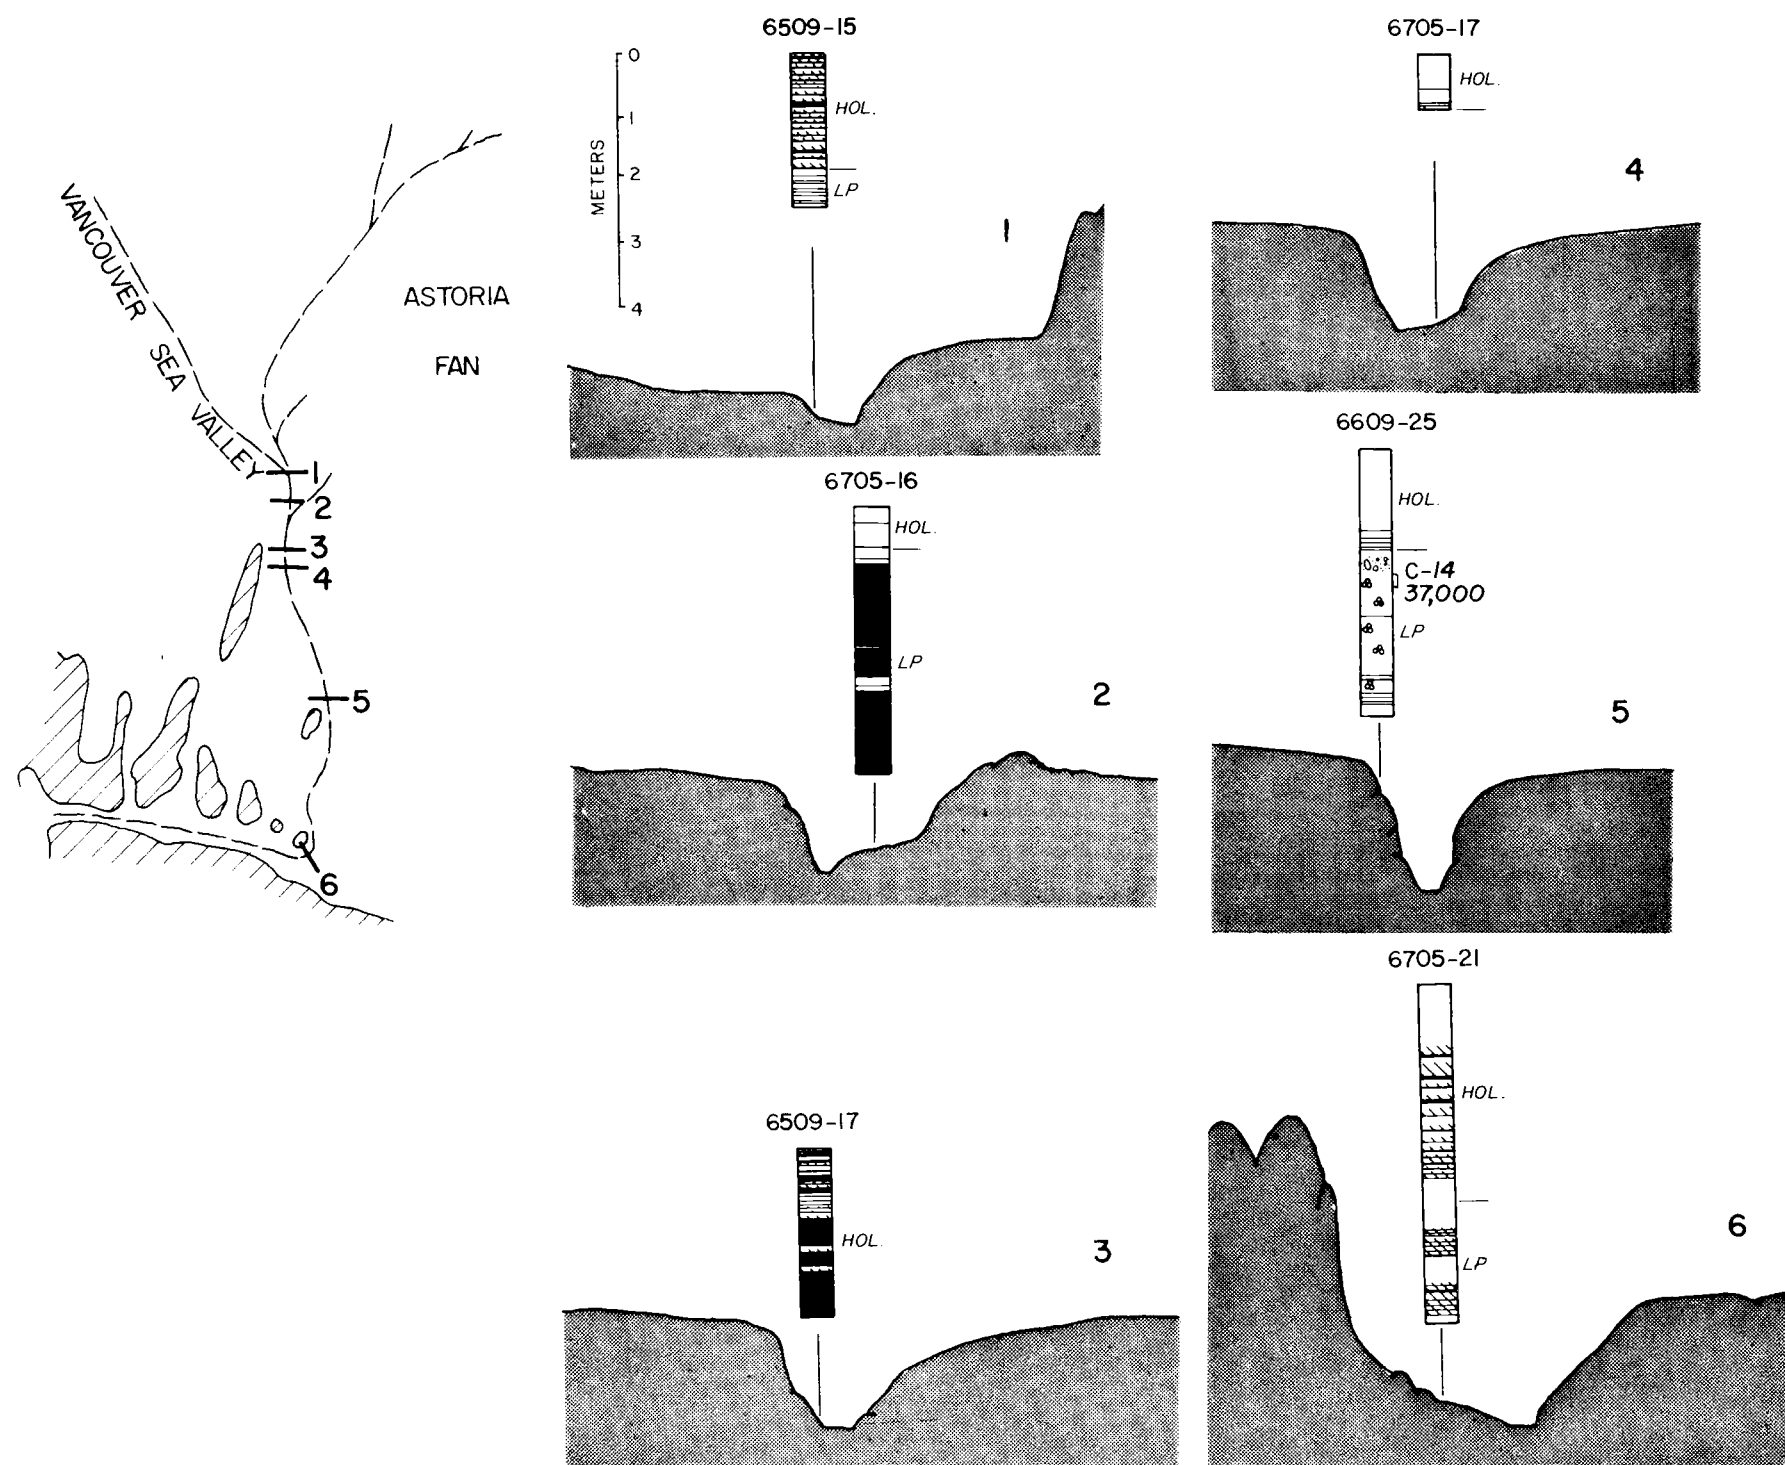 VANCOUVER SEA VALLEY
ASTORIA
FAN
1
2
3
4
5
6
6509-15
METERS
0
1
2
3
4
HOL.
LP
1
6705-17
HOL.
4
6705-16
HOL.
LP
2
6609-25
HOL.
C-14
37,000
LP
5
6509-17
HOL.
3
6705-21
HOL.
LP
6